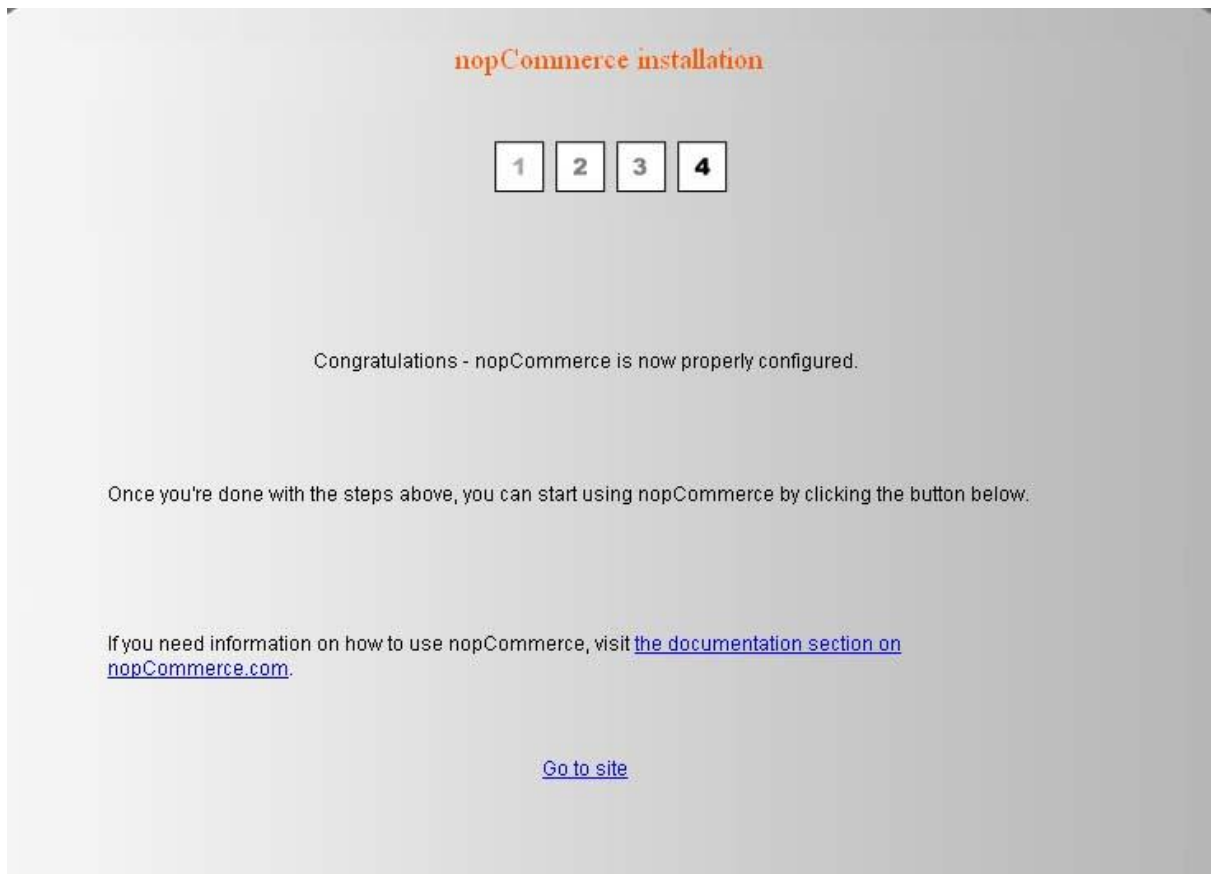 nopCommerce installation
1 2 3 4
Congratulations - nopCommerce is now properly configured.
Once you're done with the steps above, you can start using nopCommerce by clicking the button below.
If you need information on how to use nopCommerce, visit the documentation section on
nopCommerce.com.
Go to site